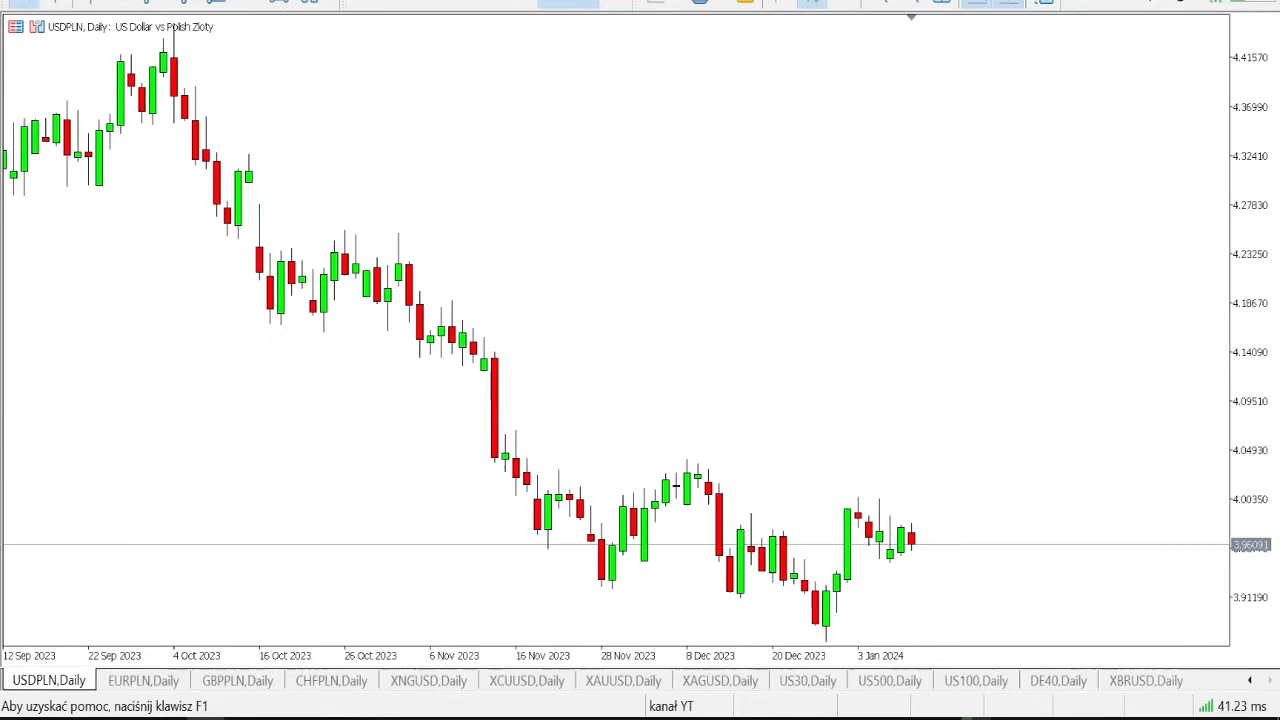 USDPLN, Daily: US Dollar vs Polish Zloty
4.41570
4.36990
4.32410
4.27830
4.23250
4.18670
4.14090
4.09510
4.04930
4.00350
3.96091
3.91190
12 Sep 2023
22 Sep 2023
4 Oct 2023
16 Oct 2023
26 Oct 2023
6 Nov 2023
16 Nov 2023
28 Nov 2023
8 Dec 2023
20 Dec 2023
3 Jan 2024
USDPLN,Daily
EURPLN,Daily
GBPPLN,Daily
CHFPLN,Daily
XNGUSD,Daily
XCUUSD,Daily
XAUUSD,Daily
XAGUSD,Daily
US30,Daily
US500,Daily
US100,Daily
DE40,Daily
XBRUSD,Daily
Aby uzyskać pomoc, naciśnij klawisz F1
kanał YT
41.23 ms